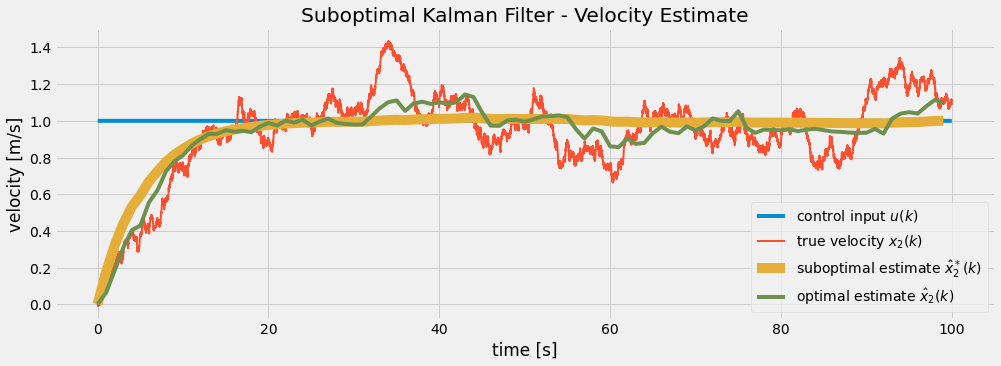 Suboptimal Kalman Filter - Velocity Estimate
velocity [m/s]
1.4
1.2
1.0
0.8
0.6
0.4
0.2
0.0
0 20 40 60 80 100
time [s]
control input u(k)
true velocity x₂(k)
suboptimal estimate x̂₂*(k)
optimal estimate x̂₂(k)